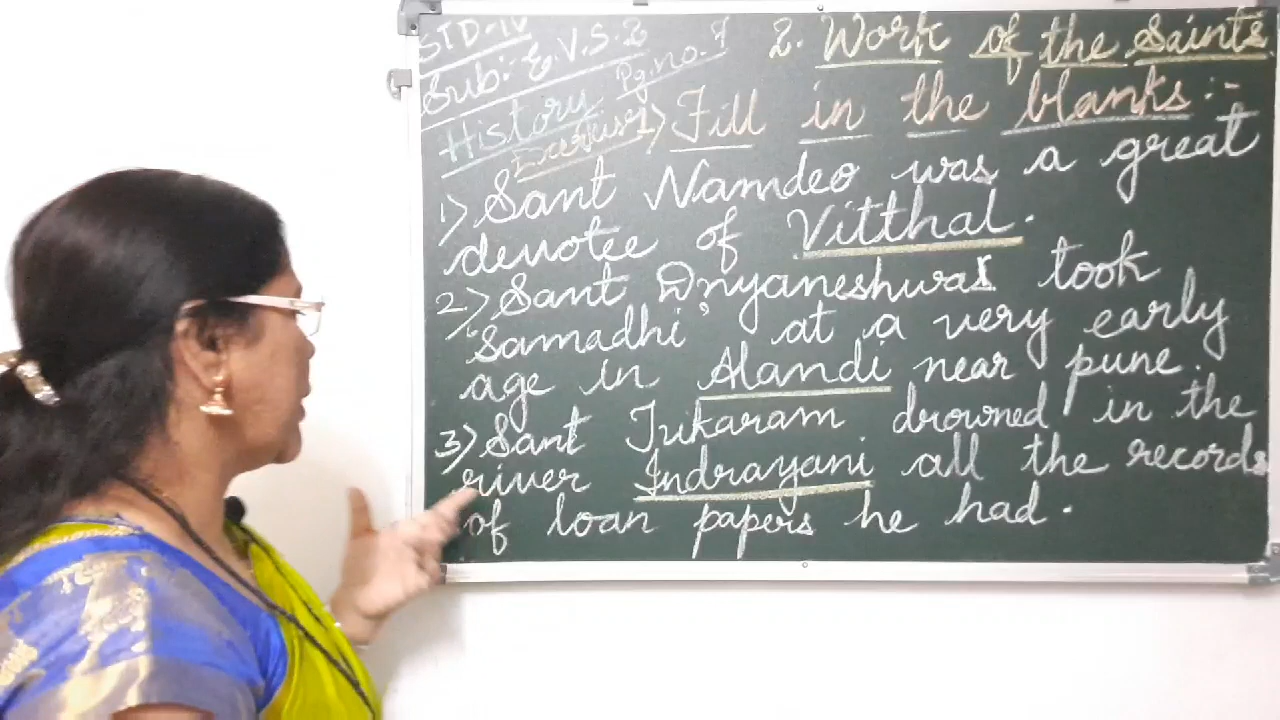 STD-IV
Sub:- E.V.S.2
History Pg.no.7
Exercise
2. Work of the Saints
1) Fill in the blanks:-
1) Sant Namdeo was a great
devotee of Vitthal.
2) Sant Dnyaneshwar took
'Samadhi' at a very early
age in Alandi near pune.
3) Sant Tukaram drowned in the
river Indrayani all the records
of loan papers he had.